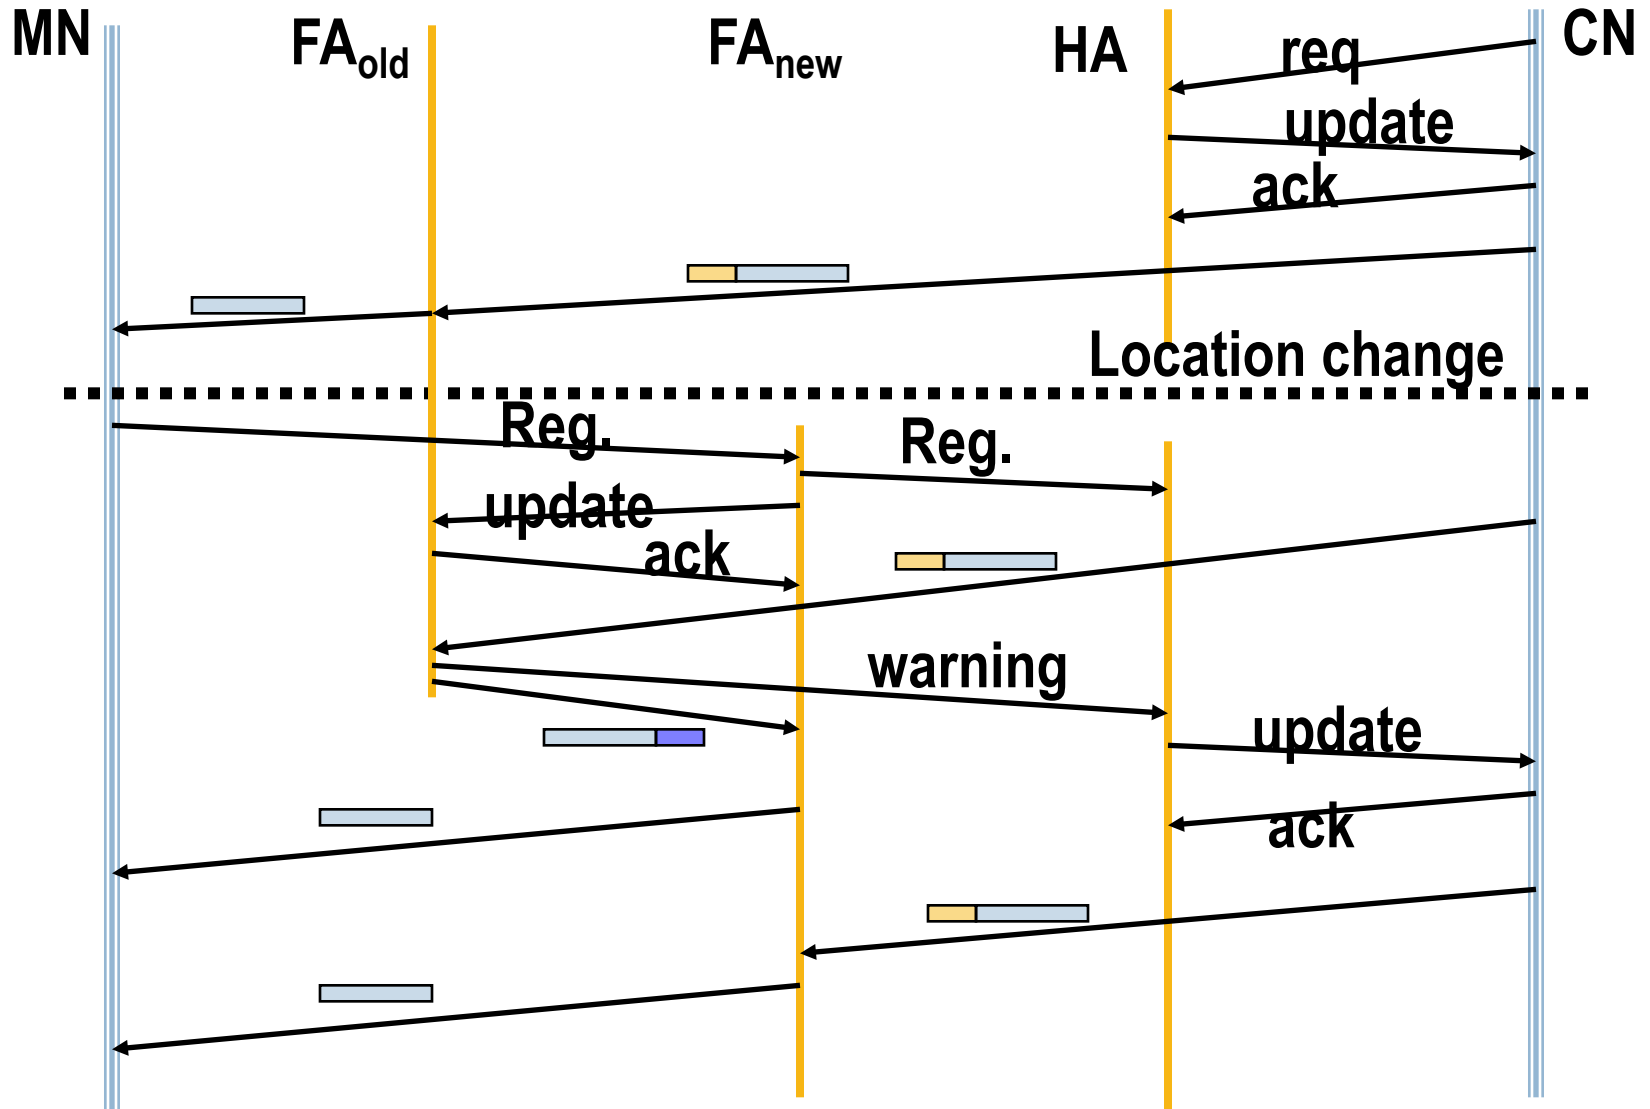 MN
FAold
FAnew
HA
CN
req
update
ack
Location change
Reg.
Reg.
update
ack
warning
update
ack